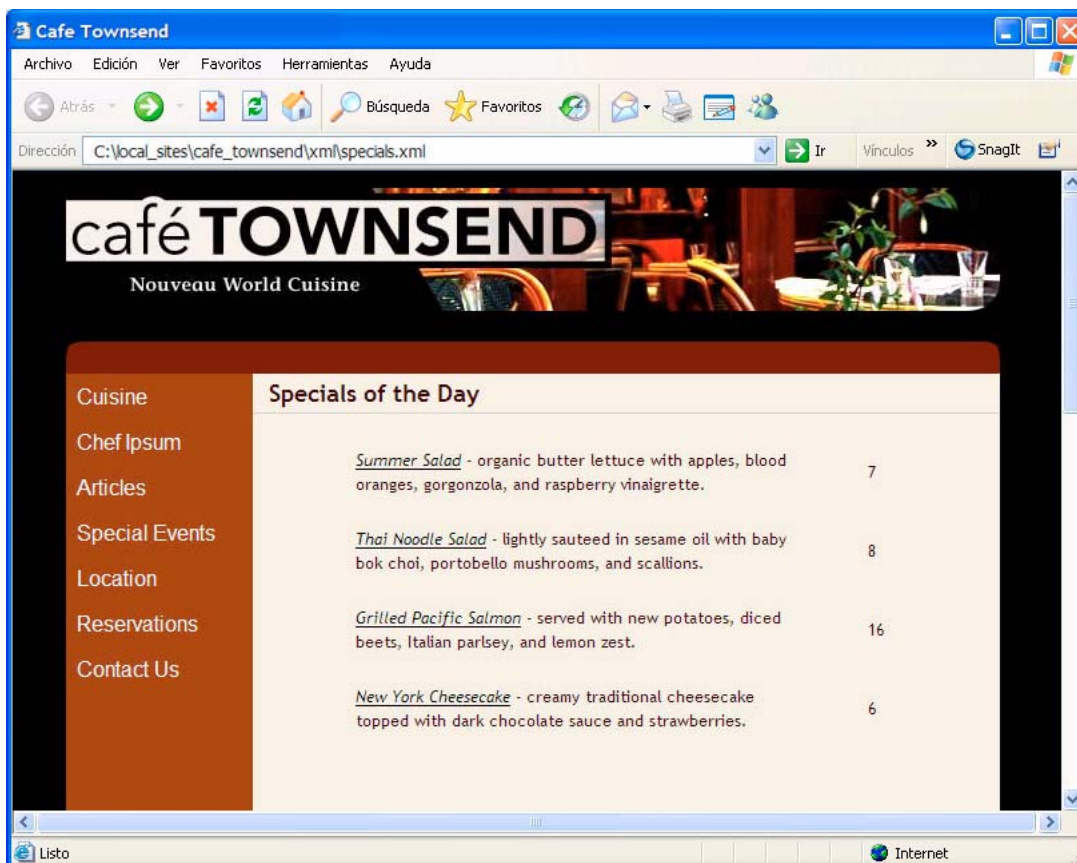 Cafe Townsend
Archivo Edición Ver Favoritos Herramientas Ayuda
Atrás Búsqueda Favoritos
Dirección C:\local_sites\cafe_townsend\xml\specials.xml Ir Vínculos » SnagIt
café TOWNSEND
Nouveau World Cuisine
Specials of the Day
Cuisine
Chef Ipsum
Articles
Special Events
Location
Reservations
Contact Us
Summer Salad - organic butter lettuce with apples, blood
oranges, gorgonzola, and raspberry vinaigrette.
7
Thai Noodle Salad - lightly sauteed in sesame oil with baby
bok choi, portobello mushrooms, and scallions.
8
Grilled Pacific Salmon - served with new potatoes, diced
beets, Italian parlsey, and lemon zest.
16
New York Cheesecake - creamy traditional cheesecake
topped with dark chocolate sauce and strawberries.
6
Listo Internet